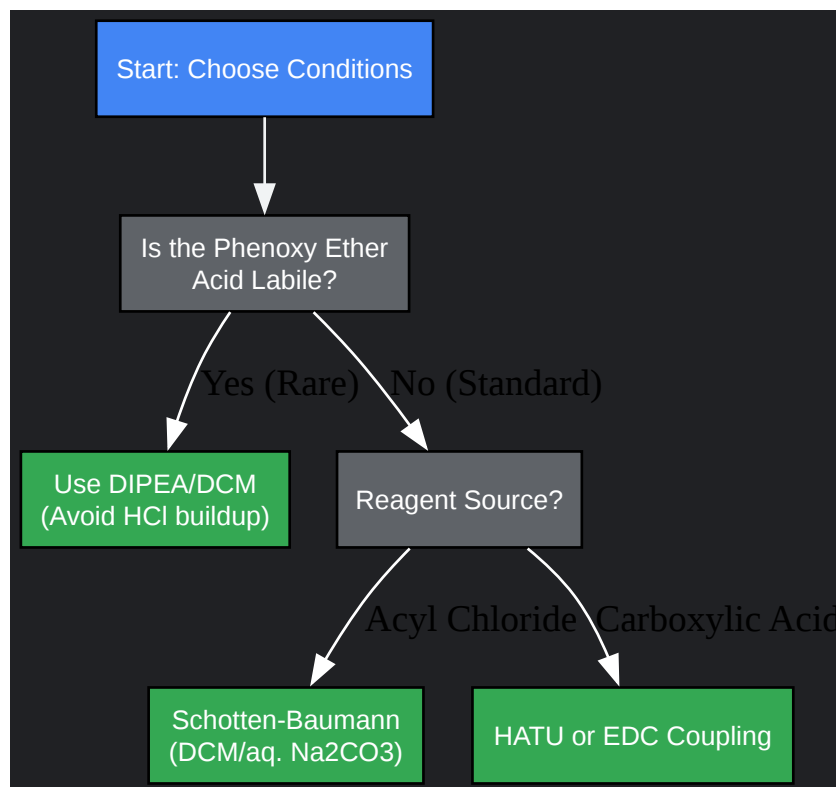 Start: Choose Conditions
Is the Phenoxy Ether
Acid Labile?
Yes (Rare)
No (Standard)
Use DIPEA/DCM
(Avoid HCl buildup)
Reagent Source?
Acyl Chloride
Carboxylic Acid
Schotten-Baumann
(DCM/aq. Na2CO3)
HATU or EDC Coupling